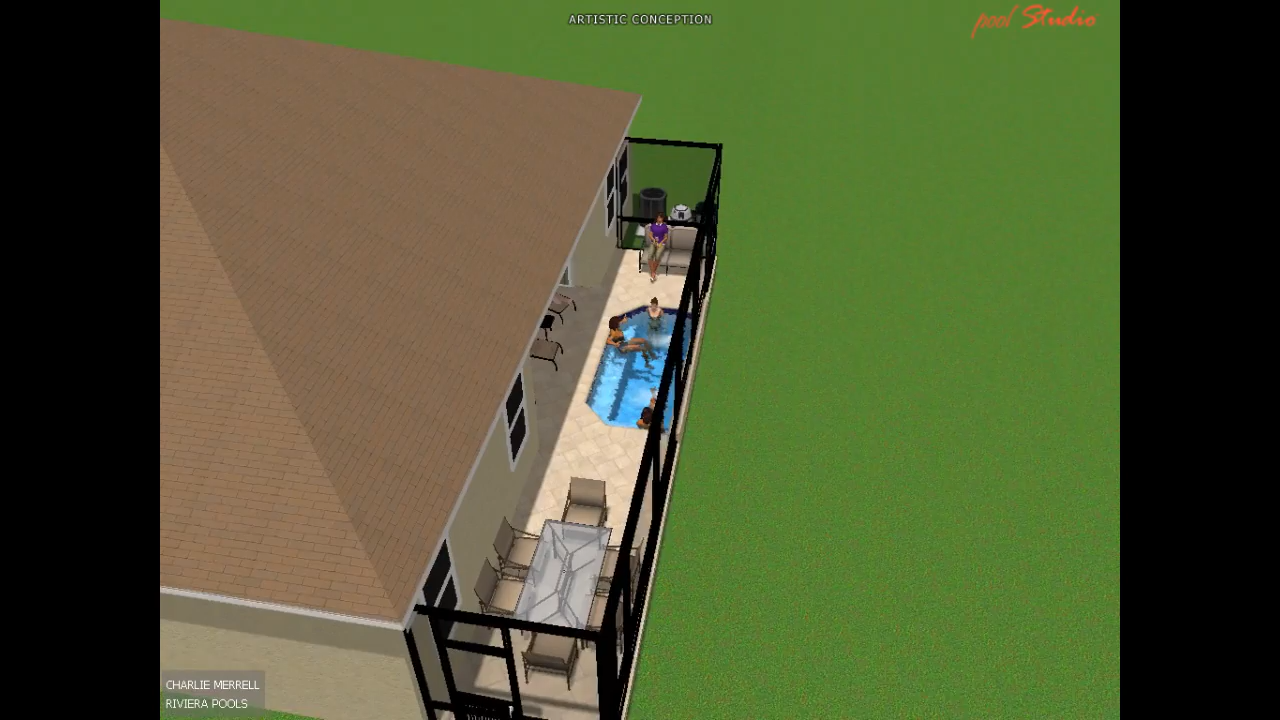 ARTISTIC CONCEPTION
pool Studio
CHARLIE MERRELL
RIVIERA POOLS